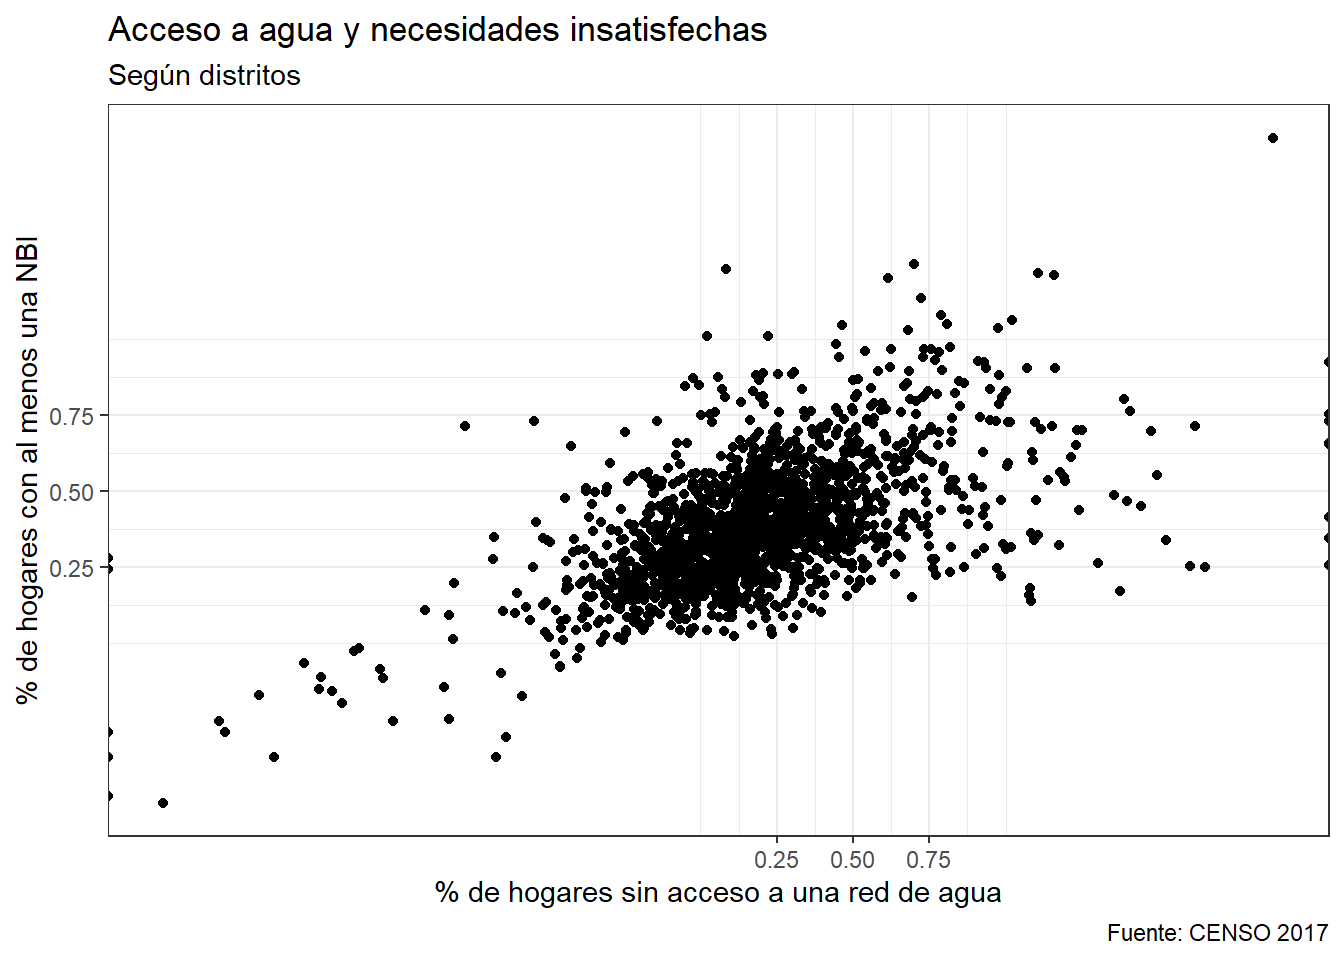 Acceso a agua y necesidades insatisfechas
Según distritos
% de hogares con al menos una NBI
0.75
0.50
0.25
0.25 0.50 0.75
% de hogares sin acceso a una red de agua
Fuente: CENSO 2017